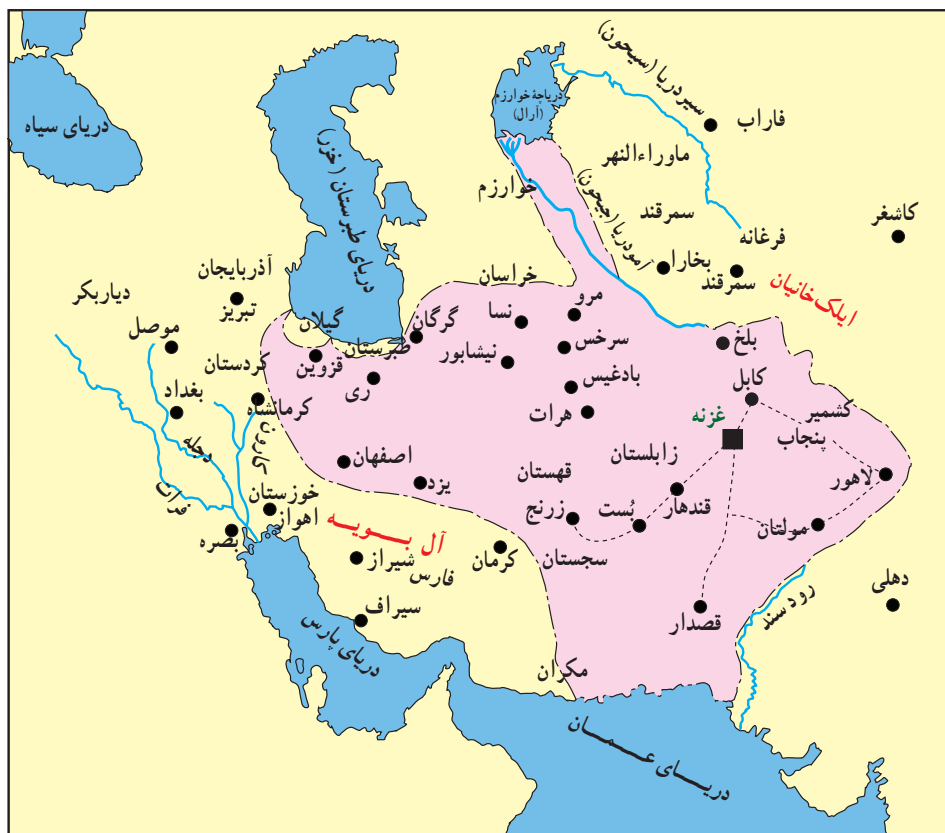 دریای سیاه
دریاچهٔ خوارزم
(آرال)
سیردریا (سیحون)
فاراب
ماوراءالنهر
دریای طبرستان (خزر)
خوارزم
آمودریا (جیحون)
سمرقند
فرغانه
کاشغر
بخارا
سمرقند
ایلک‌خانیان
آذربایجان
تبریز
دیاربکر
خراسان
مرو
نسا
گرگان
گیلان
طبرستان
موصل
کردستان
قزوین
ری
نیشابور
سرخس
بادغیس
هرات
بلخ
کابل
کشمیر
پنجاب
غزنه
بغداد
کرمانشاه
دجله
کارون
فرات
اصفهان
یزد
قهستان
زابلستان
لاهور
قندهار
بُست
زرنج
مولتان
خوزستان
اهواز
بصره
آل بـویـه
کرمان
سجستان
شیراز
فارس
دهلی
رود سند
سیراف
قصدار
دریای پارس
مکران
دریـای عـمـان